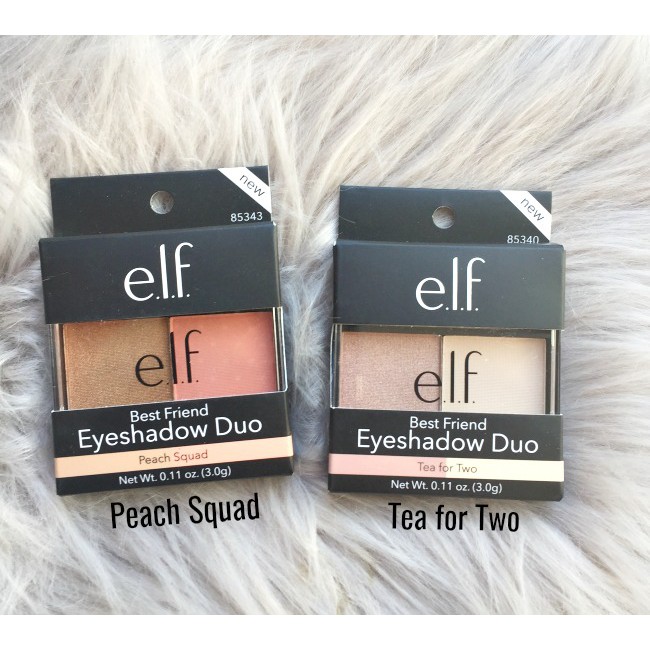 new
85343
e.l.f.
e.l.f.
Best Friend
Eyeshadow Duo
Peach Squad
Net Wt. 0.11 oz. (3.0g)
Peach Squad
new
85340
e.l.f.
e.l.f.
Best Friend
Eyeshadow Duo
Tea for Two
Net Wt. 0.11 oz. (3.0g)
Tea for Two